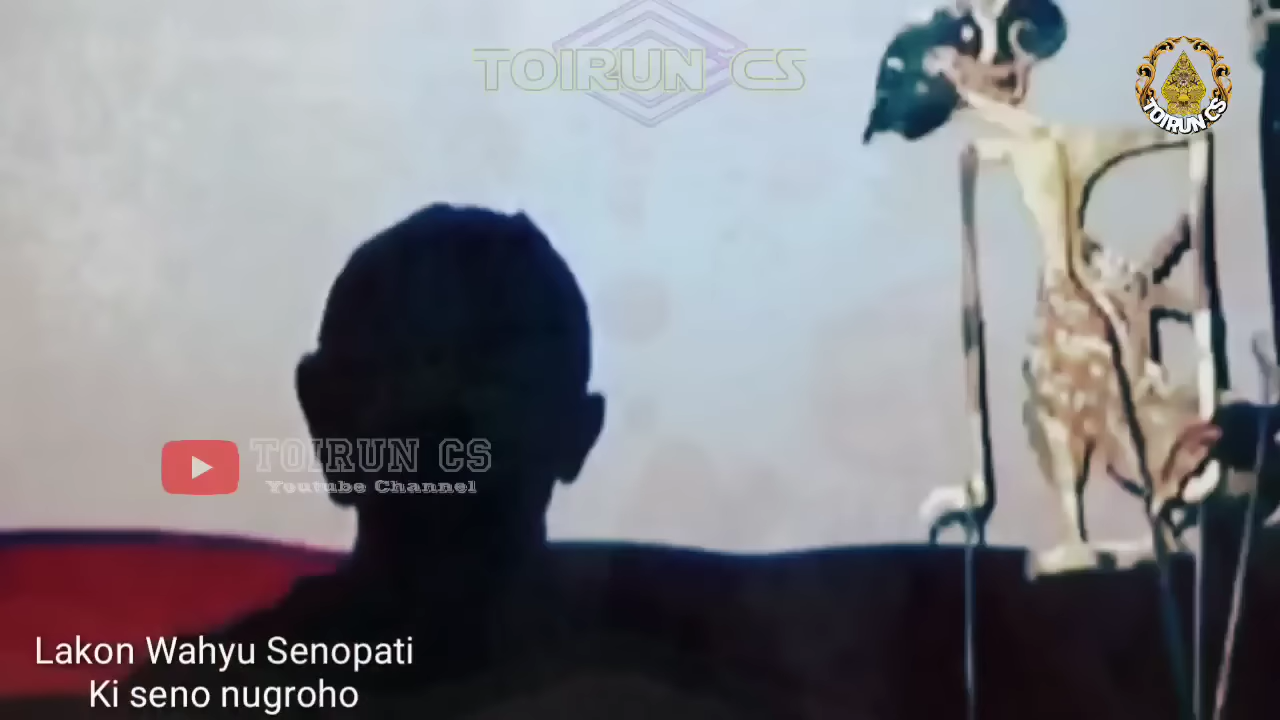 TOIRUN CS
TOIRUN CS
TOIRUN CS
Youtube Channel
Lakon Wahyu Senopati
Ki seno nugroho